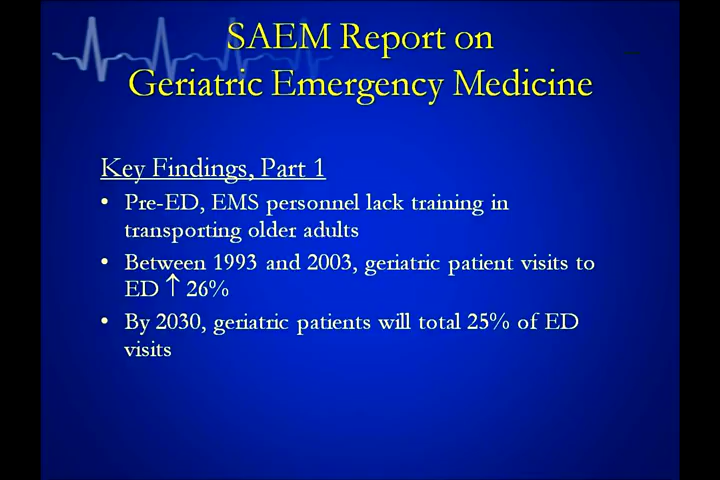 SAEM Report on
Geriatric Emergency Medicine
Key Findings, Part 1
• Pre-ED, EMS personnel lack training in
transporting older adults
• Between 1993 and 2003, geriatric patient visits to
ED ↑ 26%
• By 2030, geriatric patients will total 25% of ED
visits